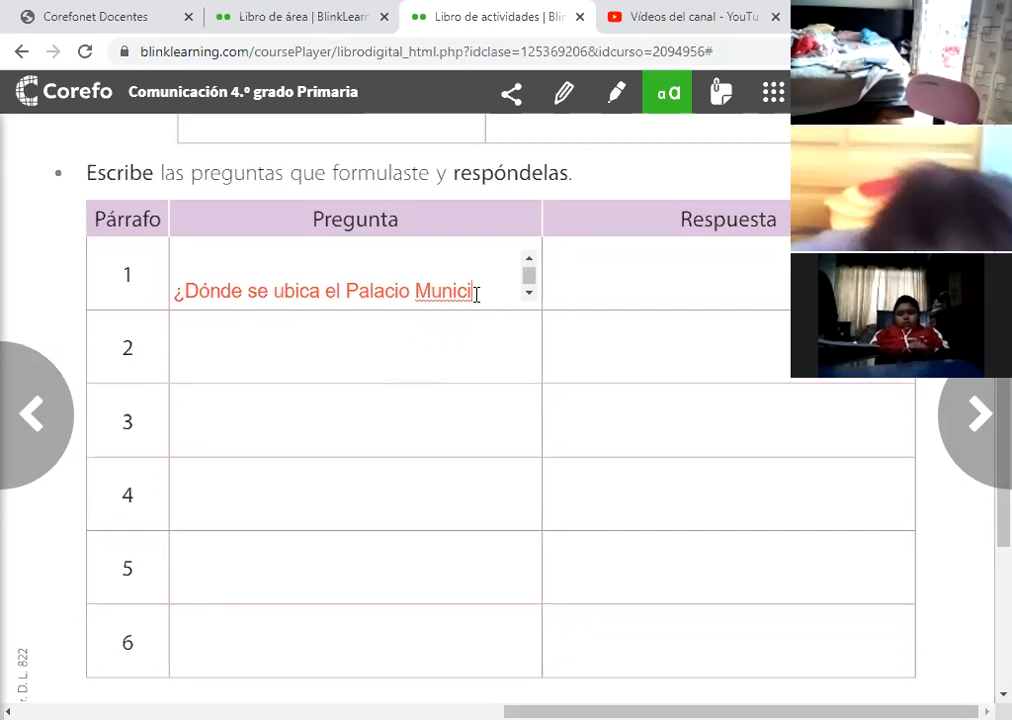 Corefonet Docentes
Libro de área | BlinkLear
Libro de actividades | Blin
Vídeos del canal - YouTu
blinklearning.com/coursePlayer/librodigital_html.php?idclase=125369206&idcurso=2094956#
Corefo Comunicación 4.º grado Primaria
a a
• Escribe las preguntas que formulaste y respóndelas.
Párrafo Pregunta Respuesta
1 ¿Dónde se ubica el Palacio Munici
2
3
4
5
6
r. D. L. 822